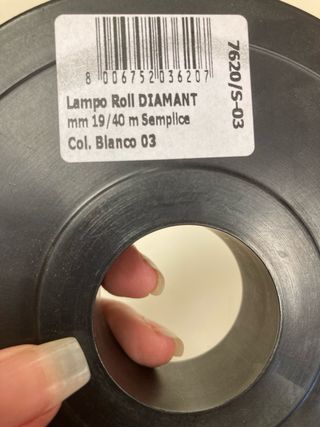 8 006752 036207
Lampo Roll DIAMANT
mm 19/40 m Semplice
Col. Bianco 03
7620/S-03